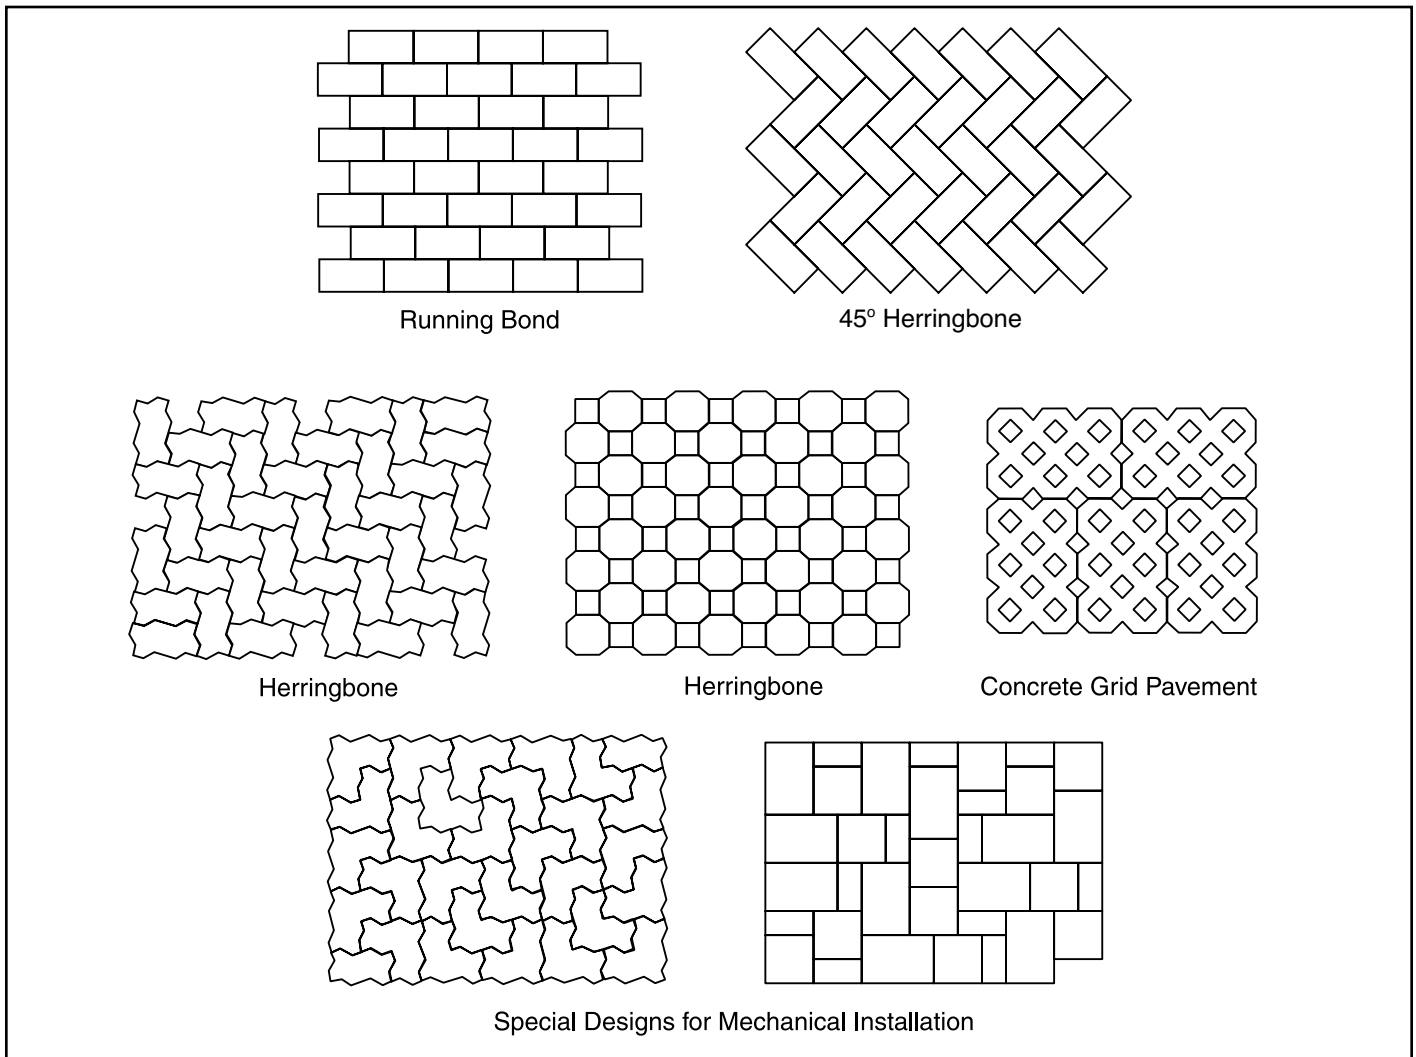 Running Bond
45° Herringbone
Herringbone
Herringbone
Concrete Grid Pavement
Special Designs for Mechanical Installation